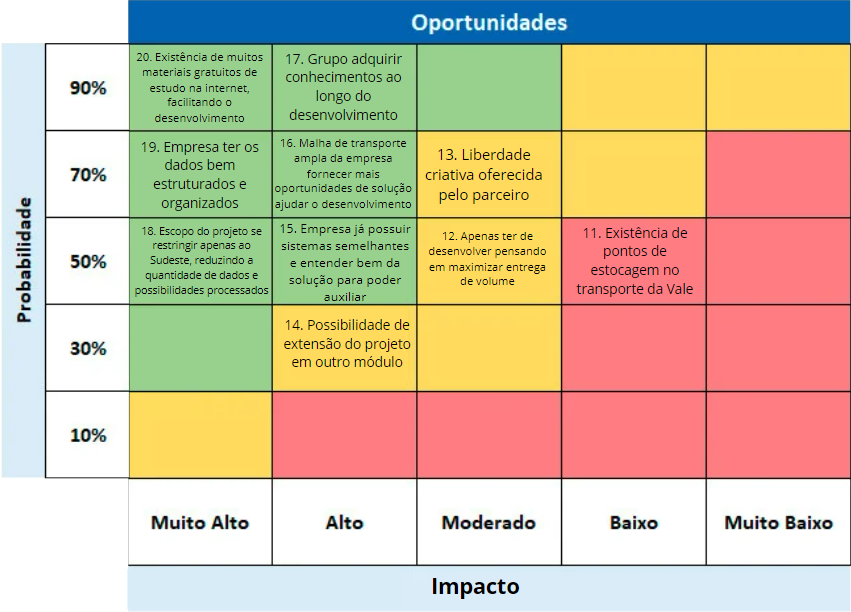 Oportunidades
Probabilidade
90%
20. Existência de muitos
materiais gratuitos de
estudo na internet,
facilitando o
desenvolvimento
17. Grupo adquirir
conhecimentos ao
longo do
desenvolvimento
70%
19. Empresa ter os
dados bem
estruturados e
organizados
16. Malha de transporte
ampla da empresa
fornecer mais
oportunidades de solução
ajudar o desenvolvimento
13. Liberdade
criativa oferecida
pelo parceiro
50%
18. Escopo do projeto se
restringir apenas ao
Sudeste, reduzindo a
quantidade de dados e
possibilidades processados
15. Empresa já possuir
sistemas semelhantes
e entender bem da
solução para poder
auxiliar
12. Apenas ter de
desenvolver pensando
em maximizar entrega
de volume
11. Existência de
pontos de
estocagem no
transporte da Vale
30%
14. Possibilidade de
extensão do projeto
em outro módulo
10%
Muito Alto
Alto
Moderado
Baixo
Muito Baixo
Impacto